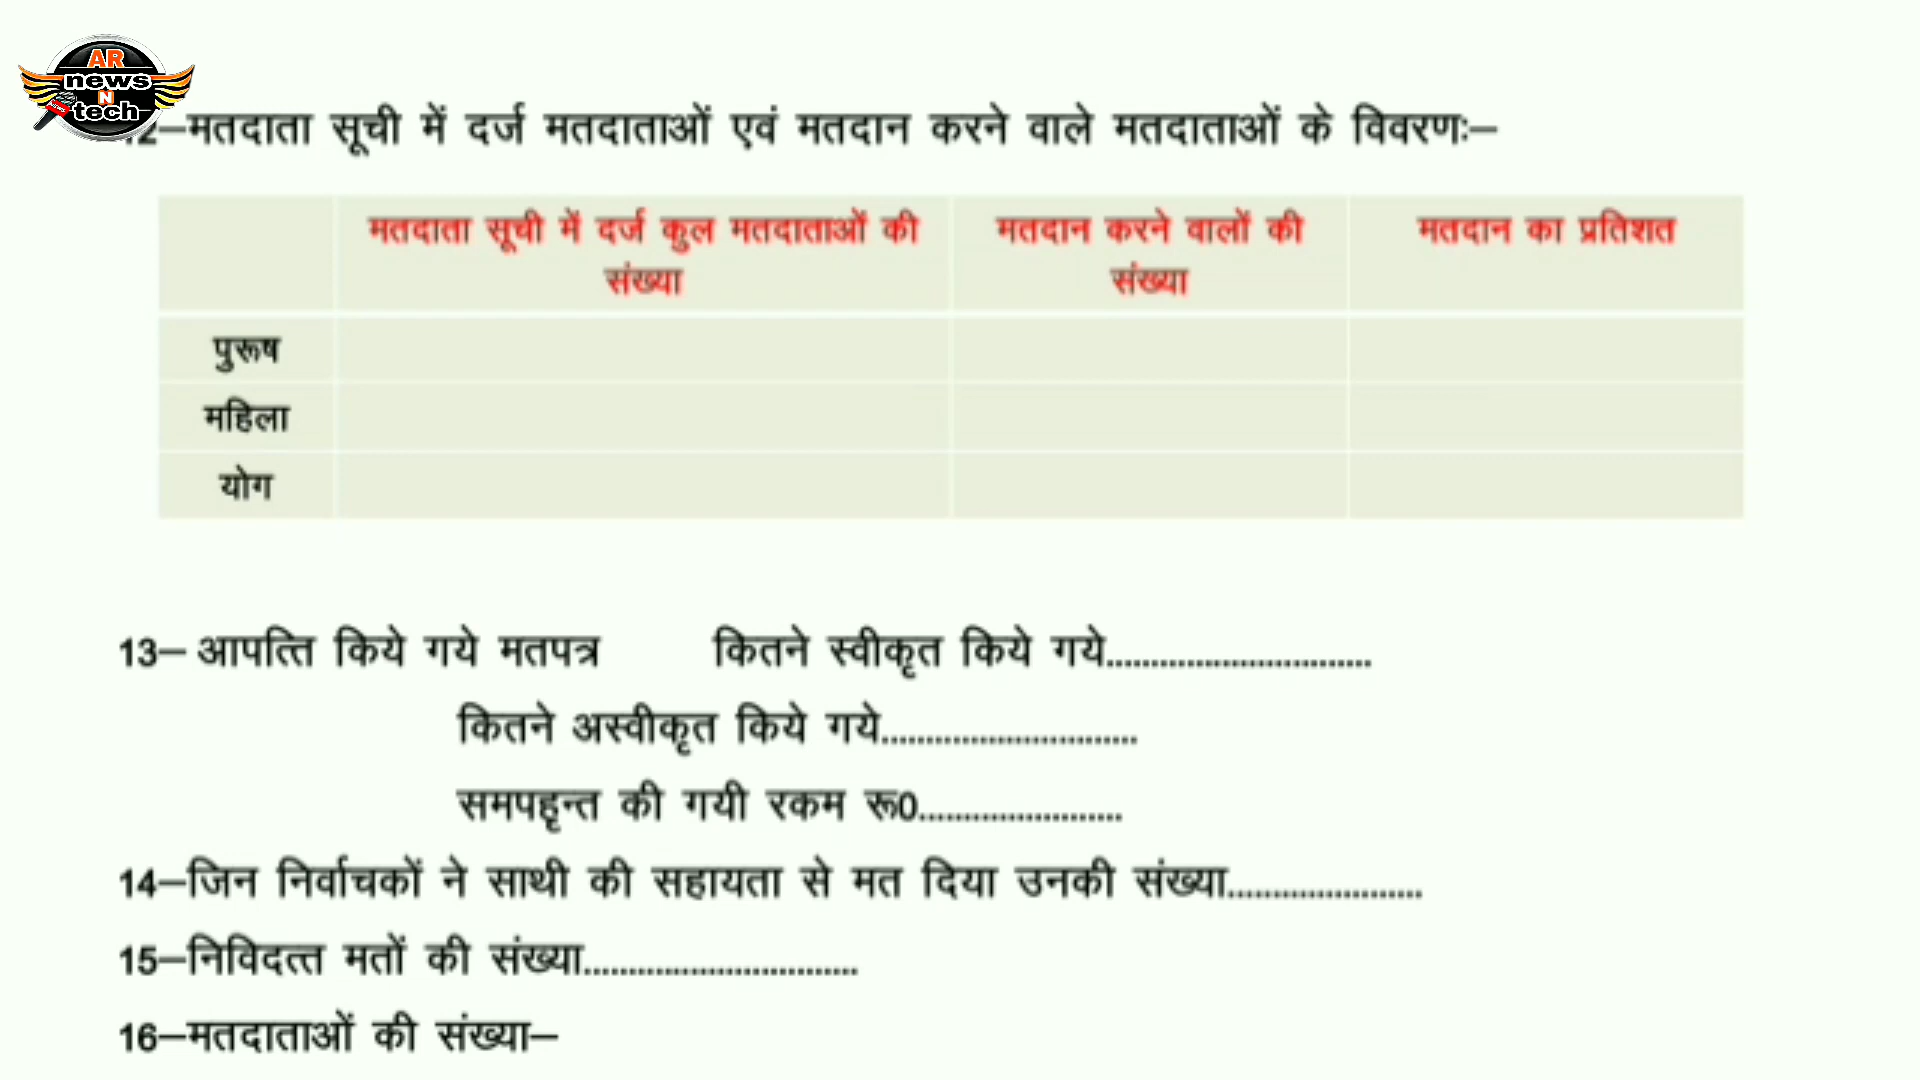 AR
news
N
tech
12–मतदाता सूची में दर्ज मतदाताओं एवं मतदान करने वाले मतदाताओं के विवरणः–
मतदाता सूची में दर्ज कुल मतदाताओं की
संख्या
मतदान करने वालों की
संख्या
मतदान का प्रतिशत
पुरूष
महिला
योग
13– आपत्ति किये गये मतपत्र कितने स्वीकृत किये गये..............................
कितने अस्वीकृत किये गये.............................
समपहृन्त की गयी रकम रू0.......................
14–जिन निर्वाचकों ने साथी की सहायता से मत दिया उनकी संख्या......................
15–निविदत्त मतों की संख्या...............................
16–मतदाताओं की संख्या–